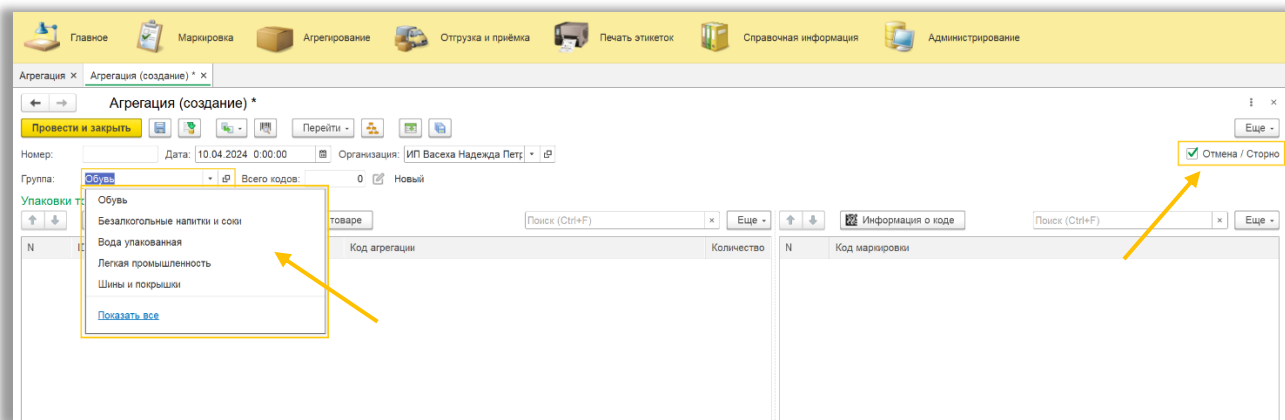 Главное Маркировка Агрегирование Отгрузка и приёмка Печать этикеток Справочная информация Администрирование
Агрегация × Агрегация (создание) * ×
Агрегация (создание) *
Провести и закрыть Перейти Еще
Номер: Дата: 10.04.2024 0:00:00 Организация: ИП Васеха Надежда Петр Отмена / Сторно
Группа: Обувь Всего кодов: 0 Новый
Упаковки
Обувь
Безалкогольные напитки и соки
Вода упакованная
Легкая промышленность
Шины и покрышки
Показать все
товаре Поиск (Ctrl+F) × Еще Информация о коде Поиск (Ctrl+F) × Еще
N Код агрегации Количество N Код маркировки